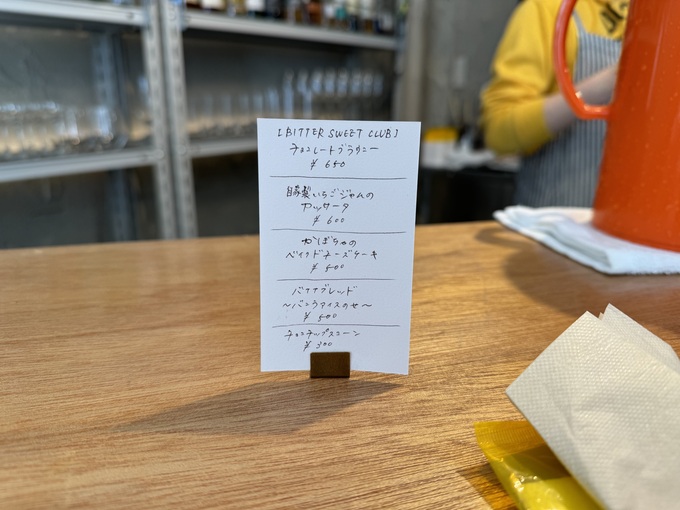 [BITTER SWEET CLUB]
チョコレートブラウニー
¥650
自家製いちごジャムの
カッサータ
¥600
かぼちゃの
ベイクドチーズケーキ
¥500
バナナブレッド
〜バニラアイスのせ〜
¥500
チョコチップスコーン
¥300